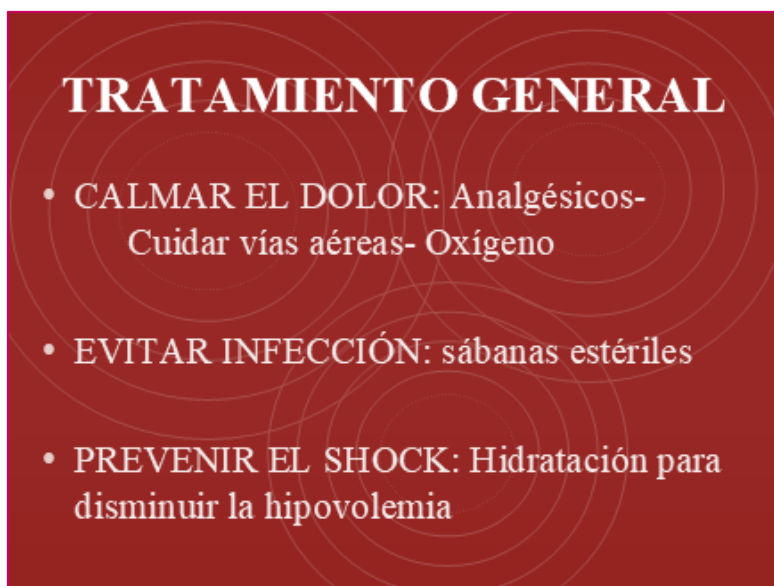 TRATAMIENTO GENERAL
• CALMAR EL DOLOR: Analgésicos-
Cuidar vías aéreas- Oxígeno
• EVITAR INFECCIÓN: sábanas estériles
• PREVENIR EL SHOCK: Hidratación para
disminuir la hipovolemia